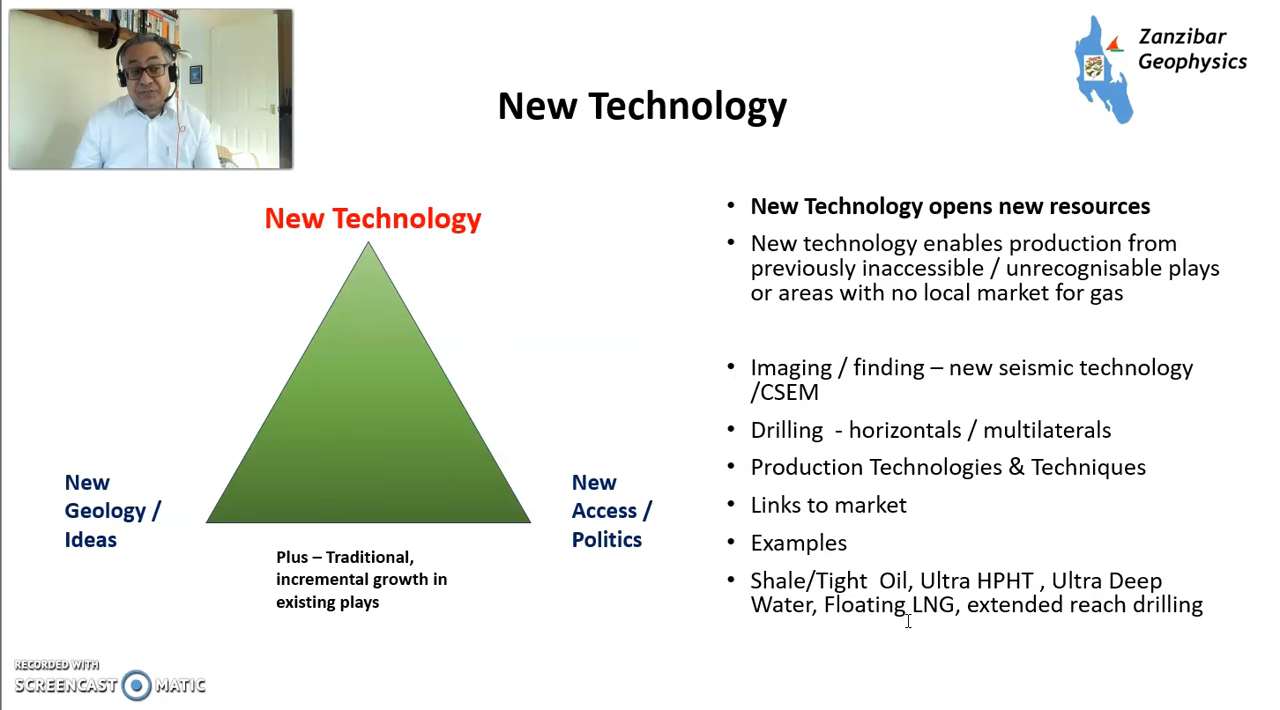 Zanzibar
Geophysics
New Technology
New Technology
New
Geology /
Ideas
New
Access /
Politics
Plus – Traditional,
incremental growth in
existing plays
• New Technology opens new resources
• New technology enables production from
previously inaccessible / unrecognisable plays
or areas with no local market for gas
• Imaging / finding – new seismic technology
/CSEM
• Drilling - horizontals / multilaterals
• Production Technologies & Techniques
• Links to market
• Examples
• Shale/Tight Oil, Ultra HPHT , Ultra Deep
Water, Floating LNG, extended reach drilling
RECORDED WITH
SCREENCAST MATIC